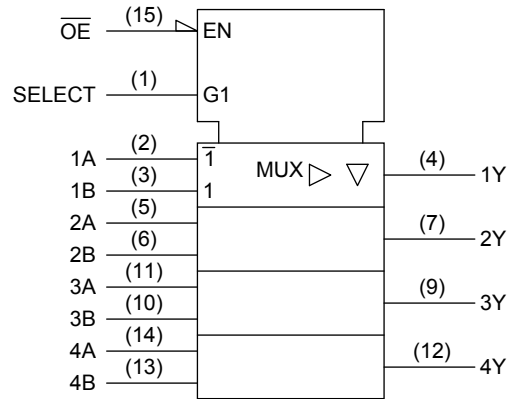 O̅E̅ (15) EN
SELECT (1) G1
1A (2) 1̅ MUX (4) 1Y
1B (3) 1
2A (5) (7) 2Y
2B (6)
3A (11) (9) 3Y
3B (10)
4A (14) (12) 4Y
4B (13)